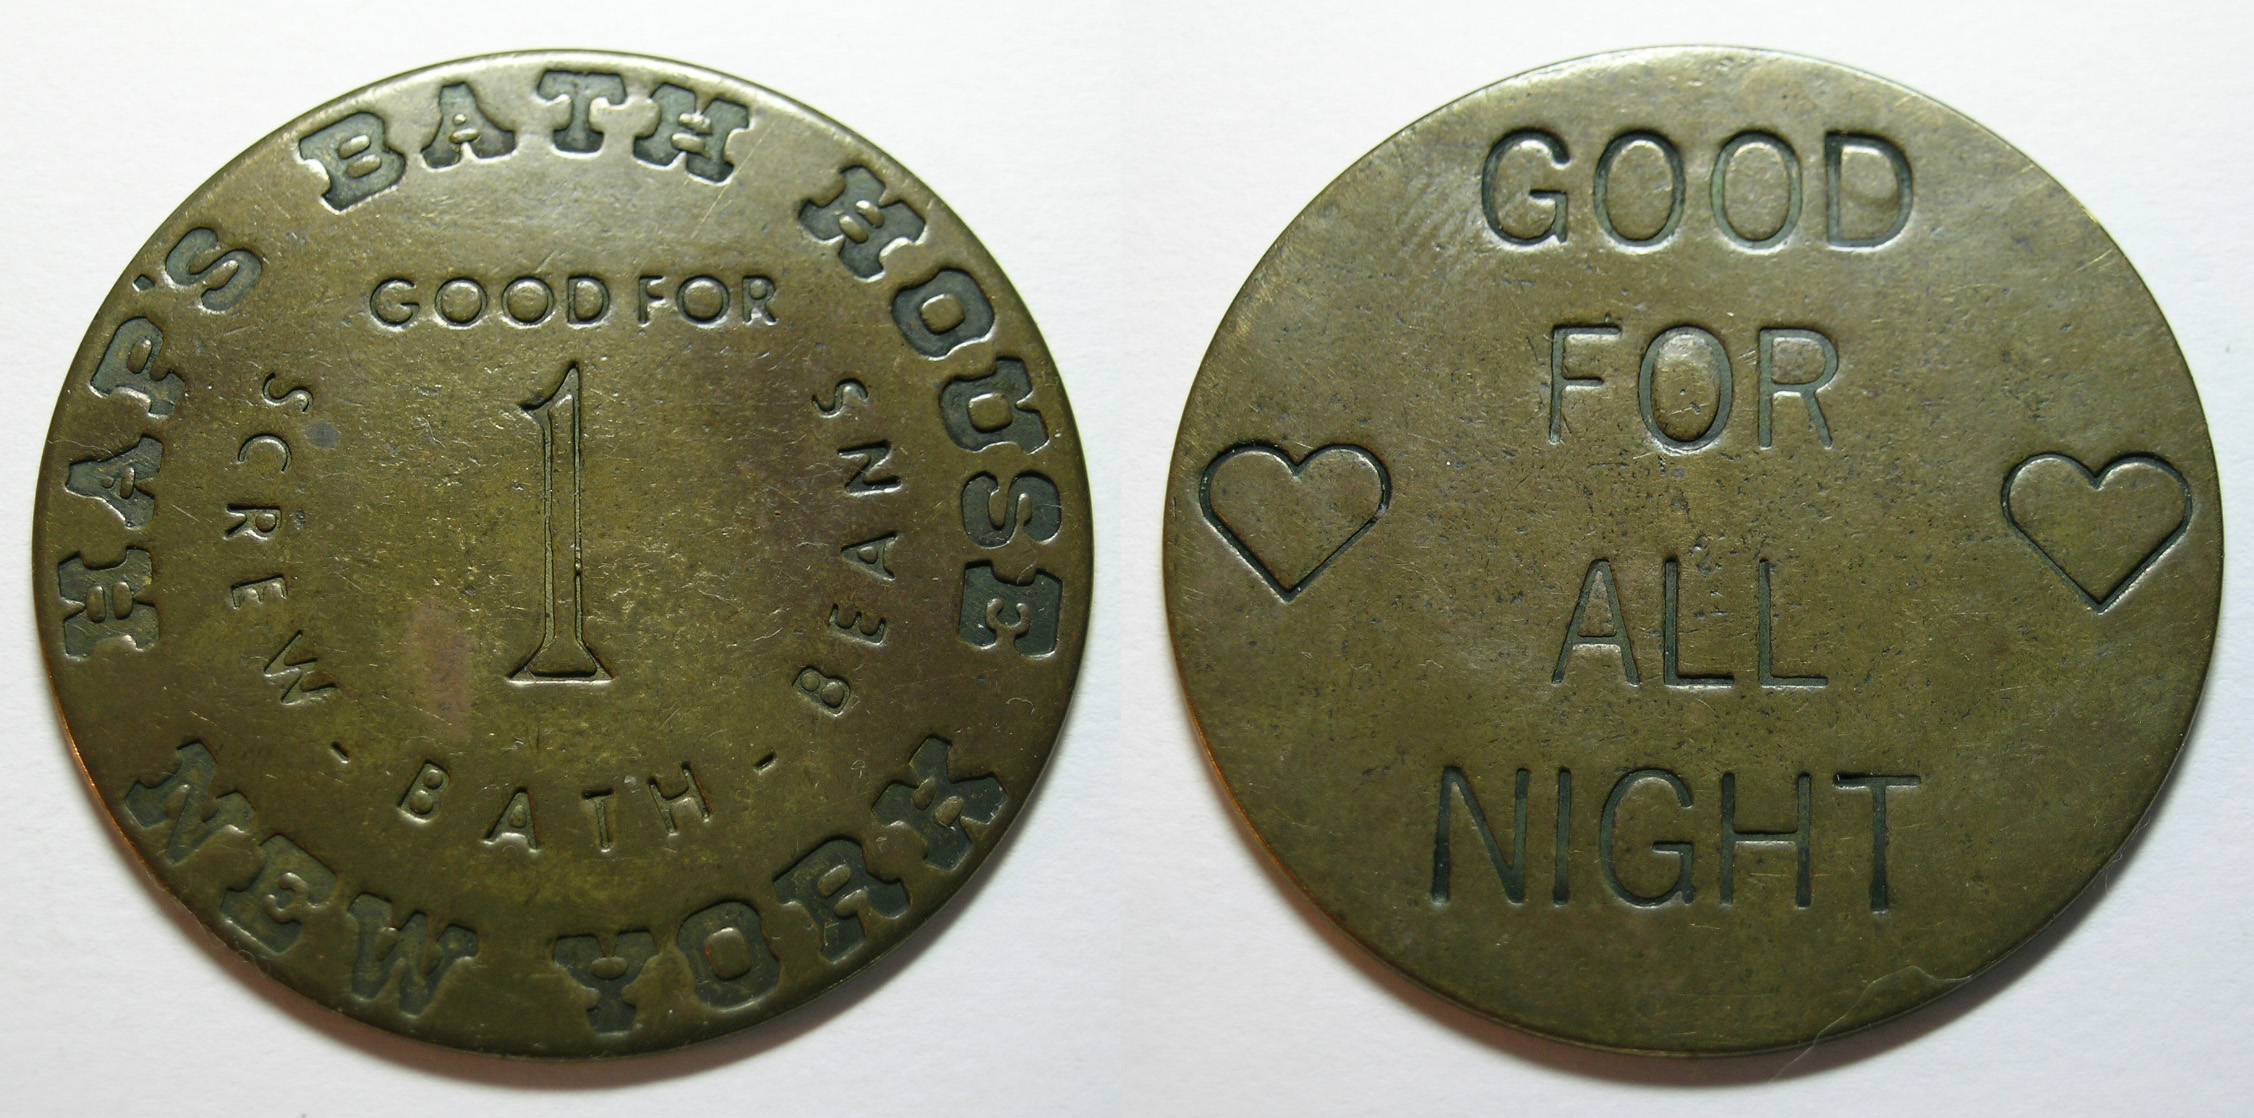 HAP'S BATH HOUSE
GOOD FOR
1
SCREW - BATH - BEANS
NEW YORK
GOOD
FOR
ALL
NIGHT